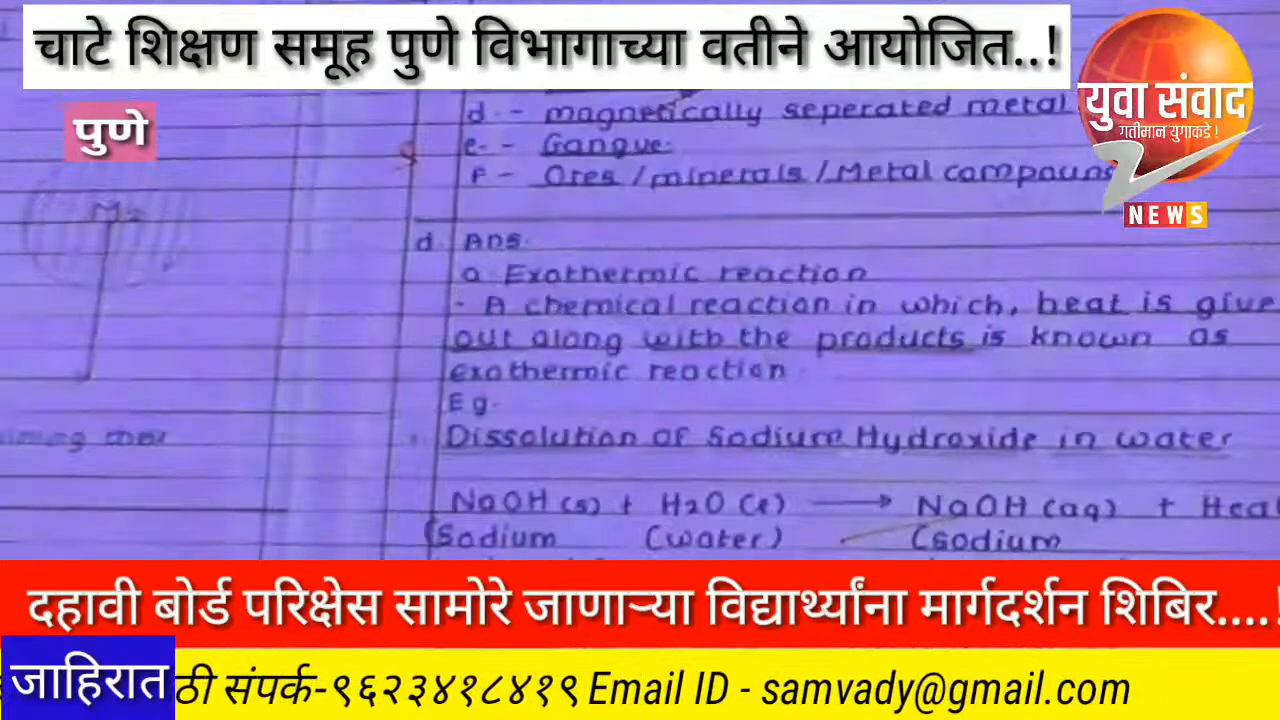 चाटे शिक्षण समूह पुणे विभागाच्या वतीने आयोजित..!
पुणे
युवा संवाद
गतीमान युगाकडे !
NEWS
d. - magnetically seperated metal
e. - Gangue.
f - Ores/minerals/Metal compoun
d. Ans.
a. Exothermic reaction
- A chemical reaction in which, heat is give
out along with the products is known as
exothermic reaction.
Eg.
Dissolution of Sodium Hydroxide in water
NaOH (s) + H2O (l) → NaOH (aq) + Hea
(Sodium (water) (Sodium
दहावी बोर्ड परिक्षेस सामोरे जाणाऱ्या विद्यार्थ्यांना मार्गदर्शन शिबिर....!
जाहिरात ठी संपर्क-९६२३४१८४१९ Email ID - samvady@gmail.com